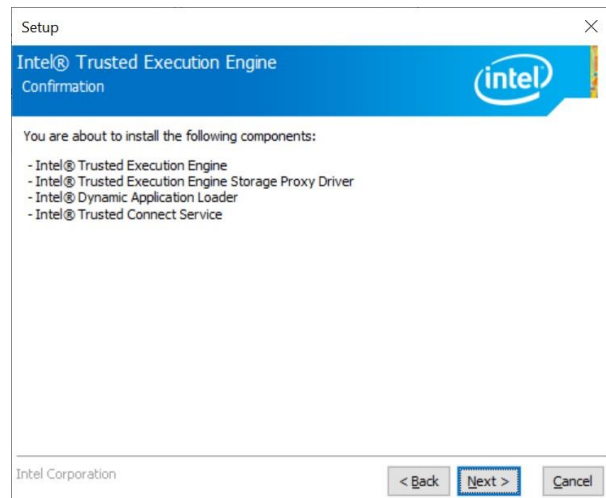 Setup
Intel® Trusted Execution Engine
Confirmation
intel
You are about to install the following components:
- Intel® Trusted Execution Engine
- Intel® Trusted Execution Engine Storage Proxy Driver
- Intel® Dynamic Application Loader
- Intel® Trusted Connect Service
Intel Corporation
< Back Next > Cancel